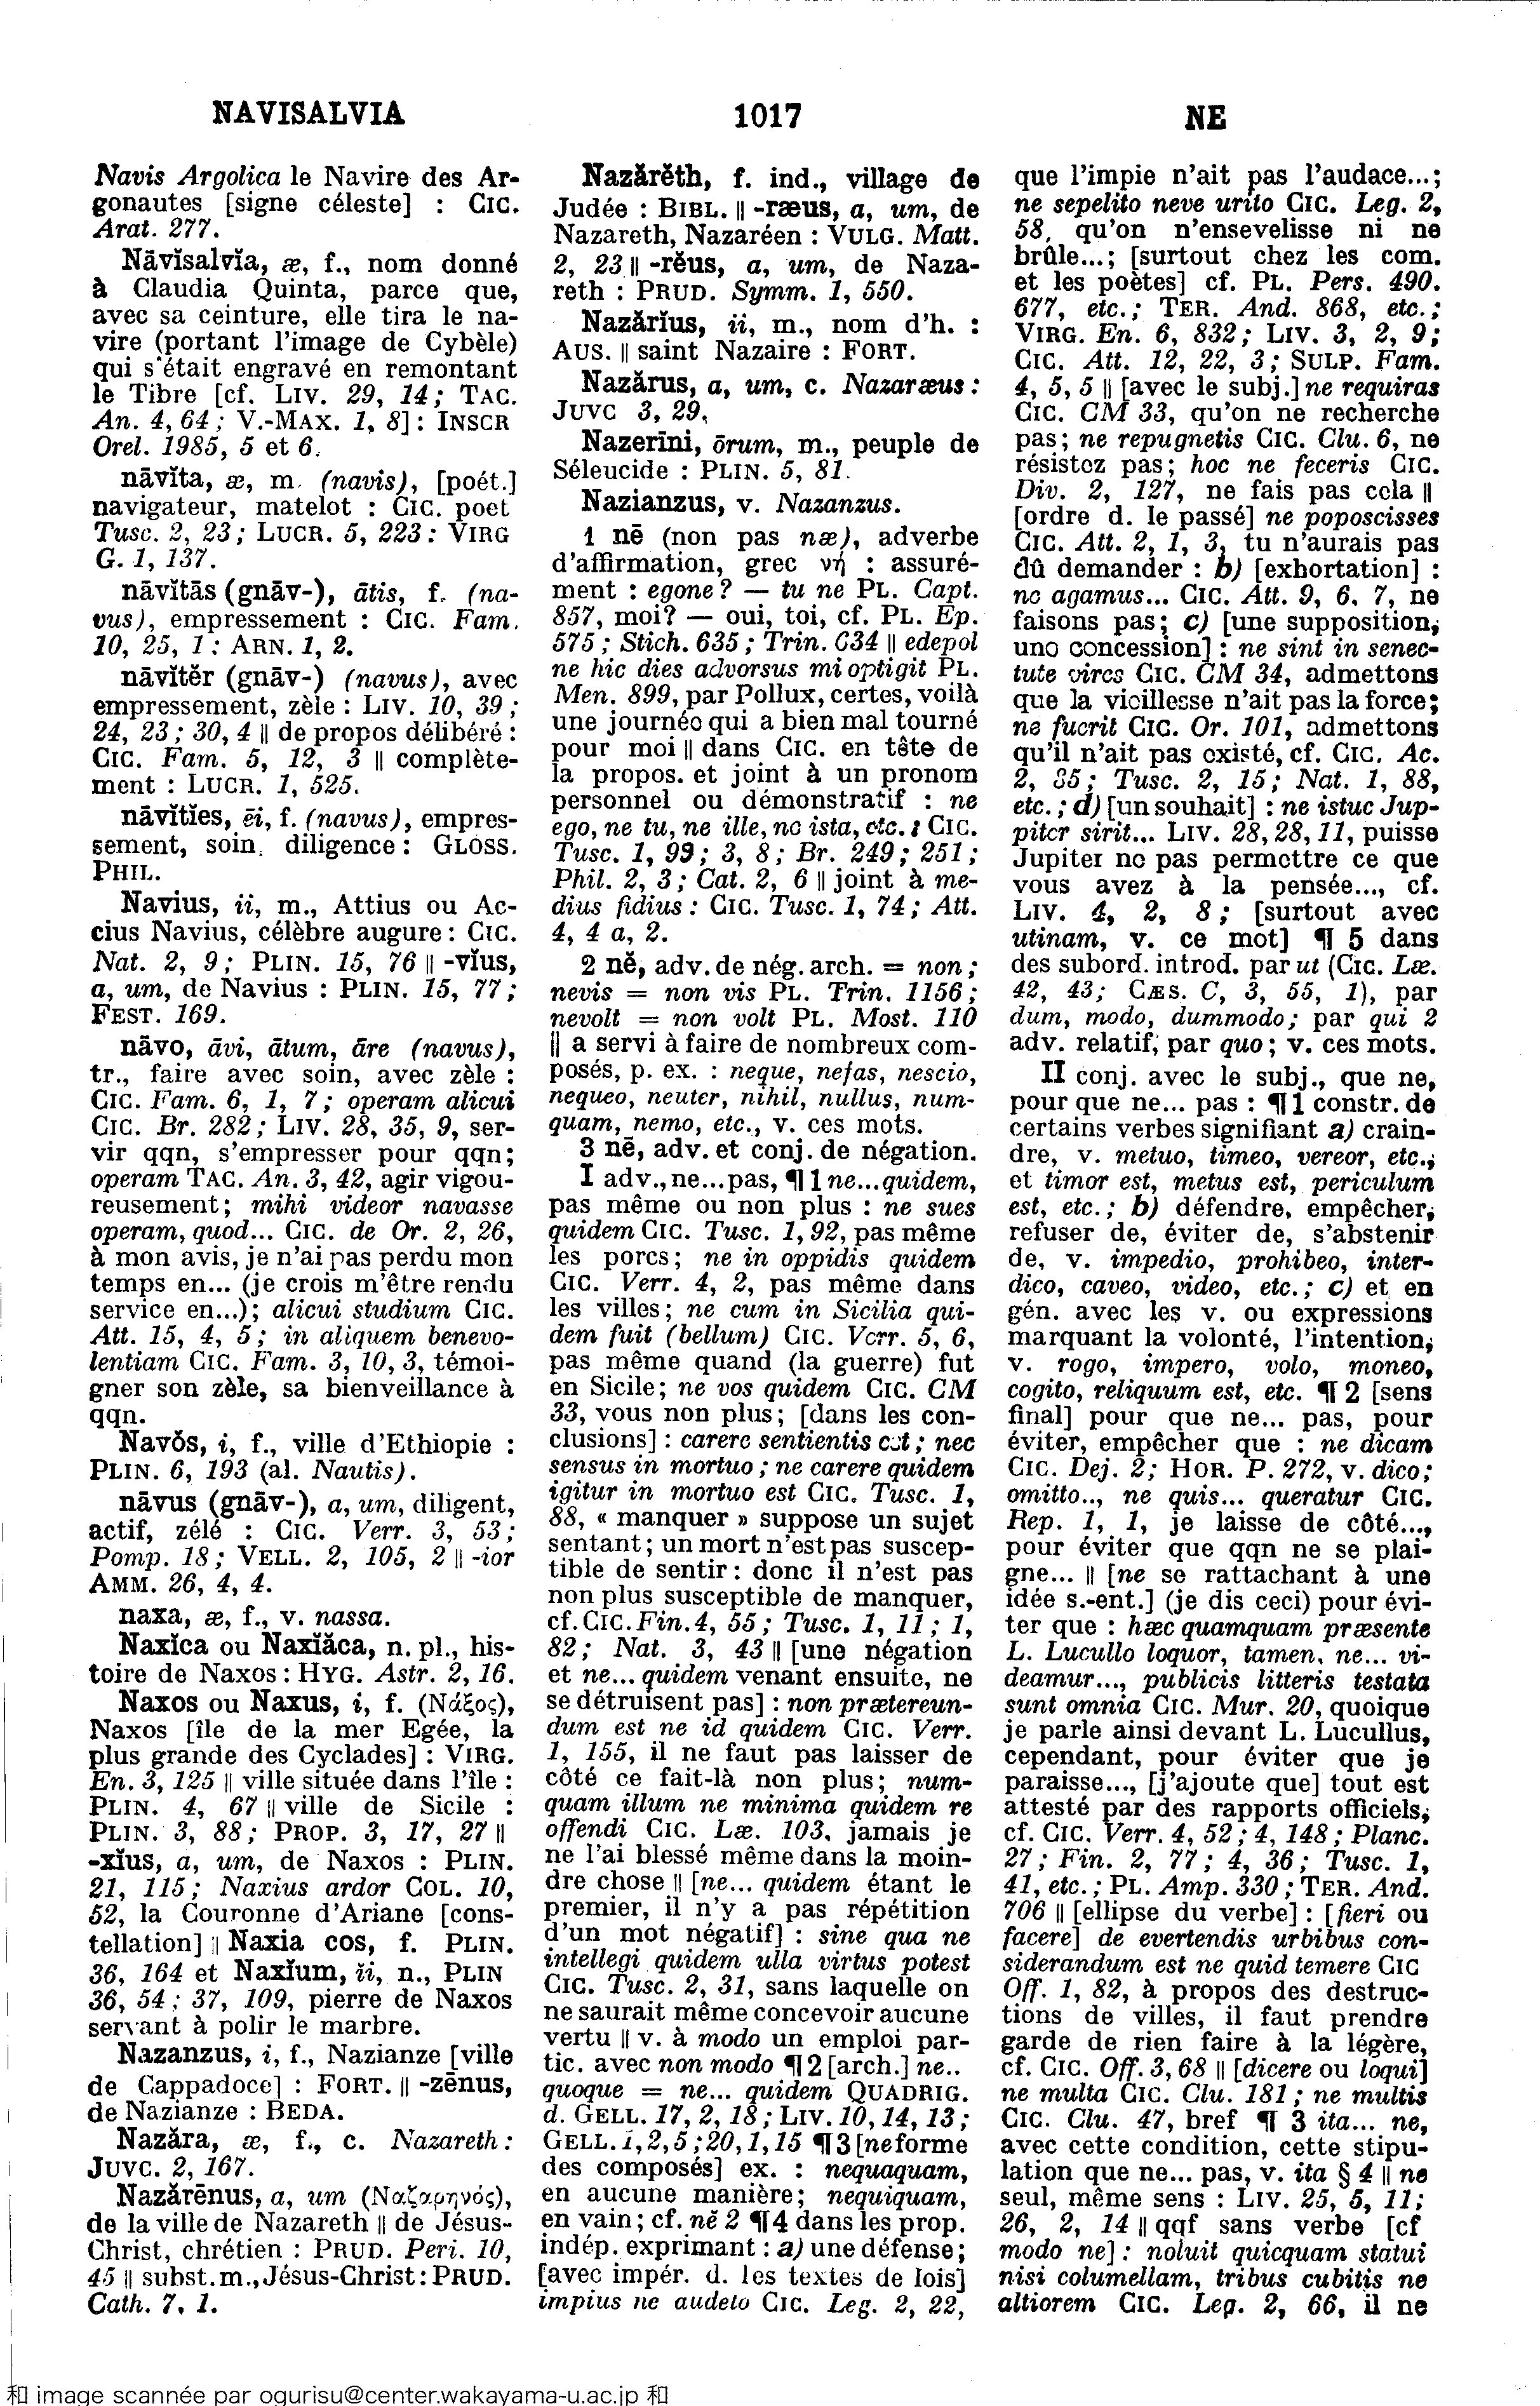 NAVISALVIA
1017
NE
Navis Argolica le Navire des Ar-
gonautes [signe céleste] : CIC.
Arat. 277.
Nāvĭsalvĭa, æ, f., nom donné
à Claudia Quinta, parce que,
avec sa ceinture, elle tira le na-
vire (portant l'image de Cybèle)
qui s'était engravé en remontant
le Tibre [cf. LIV. 29, 14; TAC.
An. 4, 64; V.-MAX. 1, 8] : INSCR
Orel. 1985, 5 et 6.
nāvĭta, æ, m. (navis), [poét.]
navigateur, matelot : CIC. poet
Tusc. 2, 23; LUCR. 5, 223 : VIRG
G. 1, 137.
nāvĭtās (gnāv-), ātis, f. (na-
vus), empressement : CIC. Fam.
10, 25, 1 : ARN. 1, 2.
nāvĭtĕr (gnāv-) (navus), avec
empressement, zèle : LIV. 10, 39;
24, 23; 30, 4 || de propos délibéré :
CIC. Fam. 5, 12, 3 || complète-
ment : LUCR. 1, 525.
nāvĭtĭes, ēi, f. (navus), empres-
sement, soin, diligence : GLOSS.
PHIL.
Navius, ii, m., Attius ou Ac-
cius Navius, célèbre augure : CIC.
Nat. 2, 9; PLIN. 15, 76 || -vĭus,
a, um, de Navius : PLIN. 15, 77;
FEST. 169.
nāvo, āvi, ātum, āre (navus),
tr., faire avec soin, avec zèle :
CIC. Fam. 6, 1, 7; operam alicui
CIC. Br. 282; LIV. 28, 35, 9, ser-
vir qqn, s'empresser pour qqn;
operam TAC. An. 3, 42, agir vigou-
reusement; mihi videor navasse
operam, quod... CIC. de Or. 2, 26,
à mon avis, je n'ai pas perdu mon
temps en... (je crois m'être rendu
service en...); alicui studium CIC.
Att. 15, 4, 5; in aliquem benevo-
lentiam CIC. Fam. 3, 10, 3, témoi-
gner son zèle, sa bienveillance à
qqn.
Navŏs, i, f., ville d'Ethiopie :
PLIN. 6, 193 (al. Nautis).
nāvus (gnāv-), a, um, diligent,
actif, zélé : CIC. Verr. 3, 53;
Pomp. 18; VELL. 2, 105, 2 || -ior
AMM. 26, 4, 4.
naxa, æ, f., v. nassa.
Naxĭca ou Naxĭăca, n. pl., his-
toire de Naxos : HYG. Astr. 2, 16.
Naxos ou Naxus, i, f. (Νάξος),
Naxos [île de la mer Egée, la
plus grande des Cyclades] : VIRG.
En. 3, 125 || ville située dans l'île :
PLIN. 4, 67 || ville de Sicile :
PLIN. 3, 88; PROP. 3, 17, 27 ||
-xĭus, a, um, de Naxos : PLIN.
21, 115; Naxius ardor COL. 10,
52, la Couronne d'Ariane [cons-
tellation] || Naxia cos, f. PLIN.
36, 164 et Naxĭum, ĭi, n., PLIN
36, 54; 37, 109, pierre de Naxos
servant à polir le marbre.
Nazanzus, i, f., Nazianze [ville
de Cappadoce] : FORT. || -zēnus,
de Nazianze : BEDA.
Nazăra, æ, f., c. Nazareth :
JUVC. 2, 167.
Nazărēnus, a, um (Ναζαρηνός),
de la ville de Nazareth || de Jésus-
Christ, chrétien : PRUD. Peri. 10,
45 || subst. m., Jésus-Christ : PRUD.
Cath. 7, 1.
Nazărĕth, f. ind., village de
Judée : BIBL. || -ræus, a, um, de
Nazareth, Nazaréen : VULG. Matt.
2, 23 || -rĕus, a, um, de Naza-
reth : PRUD. Symm. 1, 550.
Nazărĭus, ii, m., nom d'h. :
AUS. || saint Nazaire : FORT.
Nazărus, a, um, c. Nazaræus :
JUVC 3, 29.
Nazerīni, ōrum, m., peuple de
Séleucide : PLIN. 5, 81.
Nazianzus, v. Nazanzus.
1 nē (non pas næ), adverbe
d'affirmation, grec νή : assuré-
ment : egone? — tu ne PL. Capt.
857, moi? — oui, toi, cf. PL. Ep.
575; Stich. 635; Trin. 634 || edepol
ne hic dies advorsus mi optigit PL.
Men. 899, par Pollux, certes, voilà
une journée qui a bien mal tourné
pour moi || dans CIC. en tête de
la propos. et joint à un pronom
personnel ou démonstratif : ne
ego, ne tu, ne ille, ne ista, etc. : CIC.
Tusc. 1, 99; 3, 8; Br. 249; 251;
Phil. 2, 3; Cat. 2, 6 || joint à me-
dius fidius : CIC. Tusc. 1, 74; Att.
4, 4 a, 2.
2 nĕ, adv. de nég. arch. = non;
nevis = non vis PL. Trin. 1156;
nevolt = non volt PL. Most. 110
|| a servi à faire de nombreux com-
posés, p. ex. : neque, nefas, nescio,
nequeo, neuter, nihil, nullus, num-
quam, nemo, etc., v. ces mots.
3 nē, adv. et conj. de négation.
I adv., ne...pas, ¶ 1 ne...quidem,
pas même ou non plus : ne sues
quidem CIC. Tusc. 1, 92, pas même
les porcs; ne in oppidis quidem
CIC. Verr. 4, 2, pas même dans
les villes; ne cum in Sicilia qui-
dem fuit (bellum) CIC. Verr. 5, 6,
pas même quand (la guerre) fut
en Sicile; ne vos quidem CIC. CM
33, vous non plus; [dans les con-
clusions] : carere sentientis est; nec
sensus in mortuo; ne carere quidem
igitur in mortuo est CIC. Tusc. 1,
88, « manquer » suppose un sujet
sentant; un mort n'est pas suscep-
tible de sentir : donc il n'est pas
non plus susceptible de manquer,
cf. CIC. Fin. 4, 55; Tusc. 1, 11; 1,
82; Nat. 3, 43 || [une négation
et ne... quidem venant ensuite, ne
se détruisent pas] : non prætereun-
dum est ne id quidem CIC. Verr.
1, 155, il ne faut pas laisser de
côté ce fait-là non plus; num-
quam illum ne minima quidem re
offendi CIC. Læ. 103, jamais je
ne l'ai blessé même dans la moin-
dre chose || [ne... quidem étant le
premier, il n'y a pas répétition
d'un mot négatif] : sine qua ne
intellegi quidem ulla virtus potest
CIC. Tusc. 2, 31, sans laquelle on
ne saurait même concevoir aucune
vertu || v. à modo un emploi par-
tic. avec non modo ¶ 2 [arch.] ne..
quoque = ne... quidem QUADRIG.
d. GELL. 17, 2, 18; LIV. 10, 14, 13;
GELL. 1, 2, 5; 20, 1, 15 ¶ 3 [ne forme
des composés] ex. : nequaquam,
en aucune manière; nequiquam,
en vain; cf. nĕ 2 ¶ 4 dans les prop.
indép. exprimant : a) une défense;
[avec impér. d. les textes de lois]
impius ne audeto CIC. Leg. 2, 22,
que l'impie n'ait pas l'audace...;
ne sepelito neve urito CIC. Leg. 2,
58, qu'on n'ensevelisse ni ne
brûle...; [surtout chez les com.
et les poètes] cf. PL. Pers. 490.
677, etc.; TER. And. 868, etc.;
VIRG. En. 6, 832; LIV. 3, 2, 9;
CIC. Att. 12, 22, 3; SULP. Fam.
4, 5, 5 || [avec le subj.] ne requiras
CIC. CM 33, qu'on ne recherche
pas; ne repugnetis CIC. Clu. 6, ne
résistez pas; hoc ne feceris CIC.
Div. 2, 127, ne fais pas cela ||
[ordre d. le passé] ne poposcisses
CIC. Att. 2, 1, 3, tu n'aurais pas
dû demander : b) [exhortation] :
ne agamus... CIC. Att. 9, 6, 7, ne
faisons pas; c) [une supposition,
une concession] : ne sint in senec-
tute vires CIC. CM 34, admettons
que la vieillesse n'ait pas la force;
ne fuerit CIC. Or. 101, admettons
qu'il n'ait pas existé, cf. CIC. Ac.
2, 85; Tusc. 2, 15; Nat. 1, 88,
etc.; d) [un souhait] : ne istuc Jup-
piter sirit... LIV. 28, 28, 11, puisse
Jupiter ne pas permettre ce que
vous avez à la pensée..., cf.
LIV. 4, 2, 8; [surtout avec
utinam, v. ce mot] ¶ 5 dans
des subord. introd. par ut (CIC. Læ.
42, 43; CÆS. C, 3, 55, 1), par
dum, modo, dummodo; par qui 2
adv. relatif, par quo; v. ces mots.
II conj. avec le subj., que ne,
pour que ne... pas : ¶ 1 constr. de
certains verbes signifiant a) crain-
dre, v. metuo, timeo, vereor, etc.,
et timor est, metus est, periculum
est, etc.; b) défendre, empêcher,
refuser de, éviter de, s'abstenir
de, v. impedio, prohibeo, inter-
dico, caveo, video, etc.; c) et en
gén. avec les v. ou expressions
marquant la volonté, l'intention,
v. rogo, impero, volo, moneo,
cogito, reliquum est, etc. ¶ 2 [sens
final] pour que ne... pas, pour
éviter, empêcher que : ne dicam
CIC. Dej. 2; HOR. P. 272, v. dico;
omitto.., ne quis... queratur CIC.
Rep. 1, 1, je laisse de côté...,
pour éviter que qqn ne se plai-
gne... || [ne se rattachant à une
idée s.-ent.] (je dis ceci) pour évi-
ter que : hæc quamquam præsente
L. Lucullo loquor, tamen, ne... vi-
deamur..., publicis litteris testata
sunt omnia CIC. Mur. 20, quoique
je parle ainsi devant L. Lucullus,
cependant, pour éviter que je
paraisse..., [j'ajoute que] tout est
attesté par des rapports officiels,
cf. CIC. Verr. 4, 52; 4, 148; Planc.
27; Fin. 2, 77; 4, 36; Tusc. 1,
41, etc.; PL. Amp. 330; TER. And.
706 || [ellipse du verbe] : [fieri ou
facere] de evertendis urbibus con-
siderandum est ne quid temere CIC
Off. 1, 82, à propos des destruc-
tions de villes, il faut prendre
garde de rien faire à la légère,
cf. CIC. Off. 3, 68 || [dicere ou loqui]
ne multa CIC. Clu. 181; ne multis
CIC. Clu. 47, bref ¶ 3 ita... ne,
avec cette condition, cette stipu-
lation que ne... pas, v. ita § 4 || ne
seul, même sens : LIV. 25, 5, 11;
26, 2, 14 || qqf sans verbe [cf
modo ne] : noluit quicquam statui
nisi columellam, tribus cubitis ne
altiorem CIC. Leg. 2, 66, il ne
和 image scannée par ogurisu@center.wakayama-u.ac.jp 和